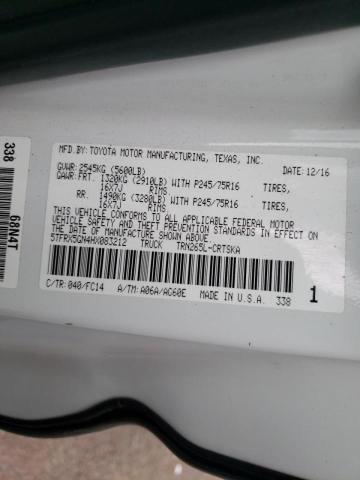 MFD.BY: TOYOTA MOTOR MANUFACTURING, TEXAS, INC.
GVWR: 2545KG (5600LB) DATE: 12/16
GAWR: FRT. 1320KG (2910LB) WITH P245/75R16 TIRES,
16X7J RIMS
RR. 1490KG (3280LB) WITH P245/75R16 TIRES,
16X7J RIMS
THIS VEHICLE CONFORMS TO ALL APPLICABLE FEDERAL MOTOR
VEHICLE SAFETY AND THEFT PREVENTION STANDARDS IN EFFECT
ON THE DATE OF MANUFACTURE SHOWN ABOVE.
5TFRX5GN4HX083212 TRUCK TRN265L-CRTSKA
C/TR: 040/FC14 A/TM: A06A/AC60E MADE IN U.S.A. 338 1
338
68N4T